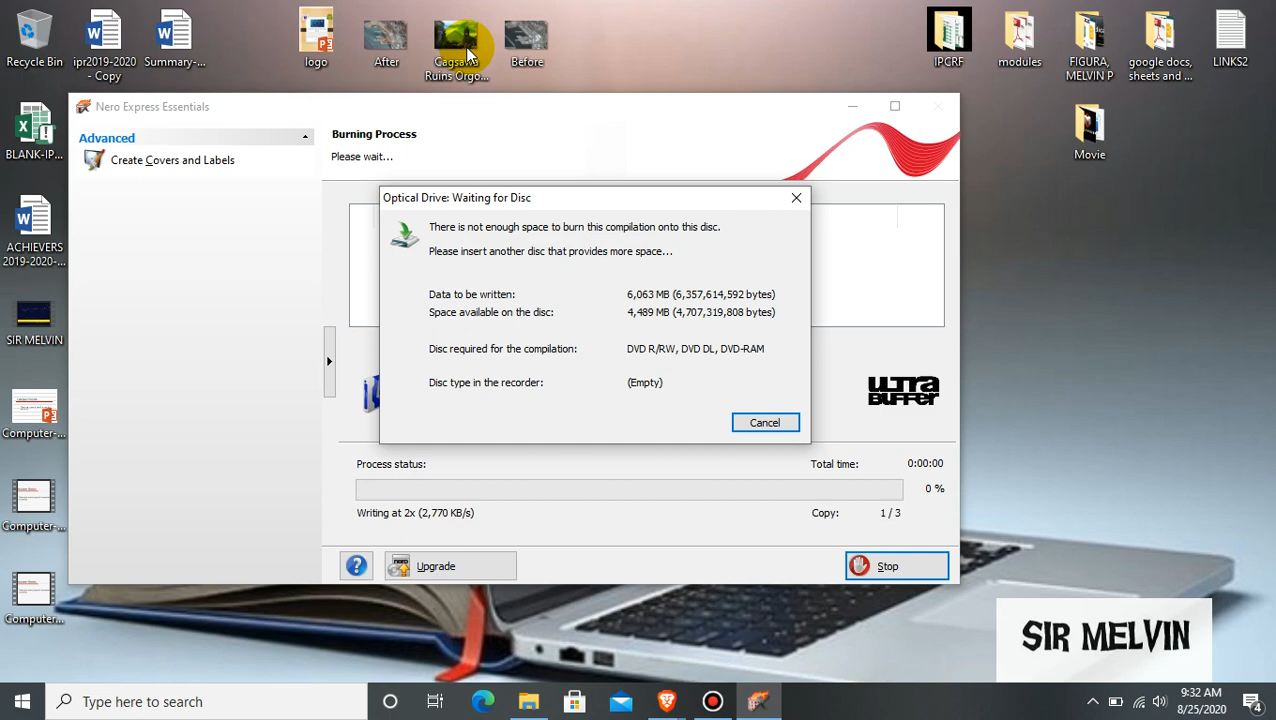 Recycle Bin
ipr2019-2020
- Copy
Summary-...
logo
After
Cagsawa
Ruins Orgo...
Before
IPCRF
modules
FIGURA,
MELVIN P
google docs,
sheets and ...
LINKS2
BLANK-IP...
ACHIEVERS
2019-2020-...
SIR MELVIN
Computer-...
Computer-...
Computer...
Movie
Nero Express Essentials
Advanced
Create Covers and Labels
Burning Process
Please wait...
Optical Drive: Waiting for Disc
There is not enough space to burn this compilation onto this disc.
Please insert another disc that provides more space...
Data to be written: 6,063 MB (6,357,614,592 bytes)
Space available on the disc: 4,489 MB (4,707,319,808 bytes)
Disc required for the compilation: DVD R/RW, DVD DL, DVD-RAM
Disc type in the recorder: (Empty)
Cancel
ULTRA
BUFFER
Process status:
Total time: 0:00:00
0 %
Writing at 2x (2,770 KB/s)
Copy: 1 / 3
Upgrade
Stop
SIR MELVIN
Type here to search
9:32 AM
8/25/2020
4